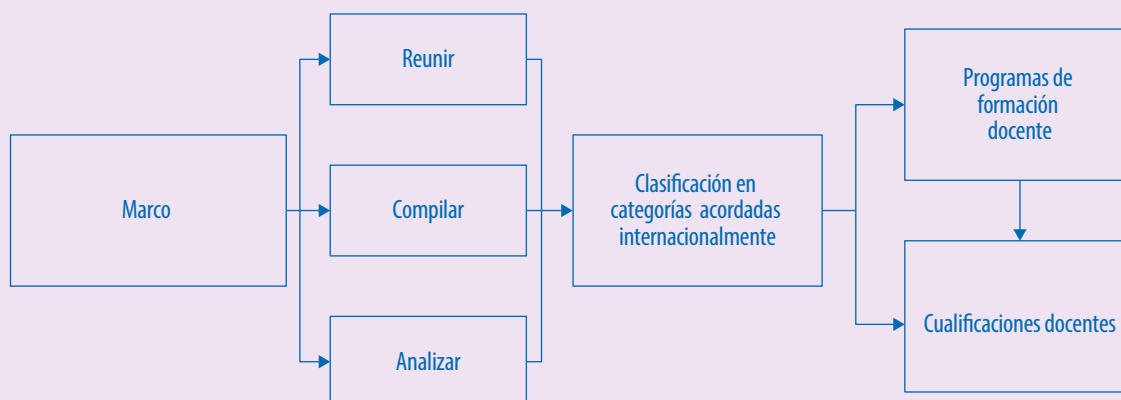 Marco
Reunir
Compilar
Analizar
Clasificación en
categorías acordadas
internacionalmente
Programas de
formación
docente
Cualificaciones docentes